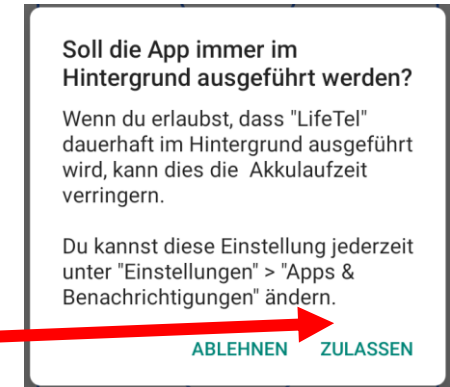 Soll die App immer im
Hintergrund ausgeführt werden?
Wenn du erlaubst, dass "LifeTel"
dauerhaft im Hintergrund ausgeführt
wird, kann dies die Akkulaufzeit
verringern.
Du kannst diese Einstellung jederzeit
unter "Einstellungen" > "Apps &
Benachrichtigungen" ändern.
ABLEHNEN ZULASSEN